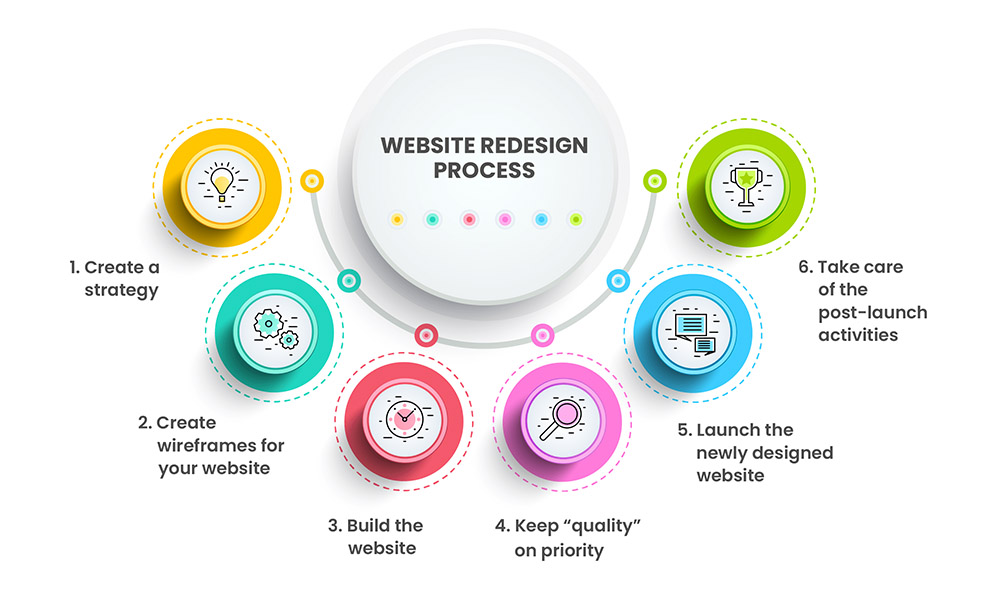 WEBSITE REDESIGN
PROCESS
1. Create a
strategy
2. Create
wireframes for
your website
3. Build the
website
4. Keep “quality”
on priority
5. Launch the
newly designed
website
6. Take care
of the
post-launch
activities